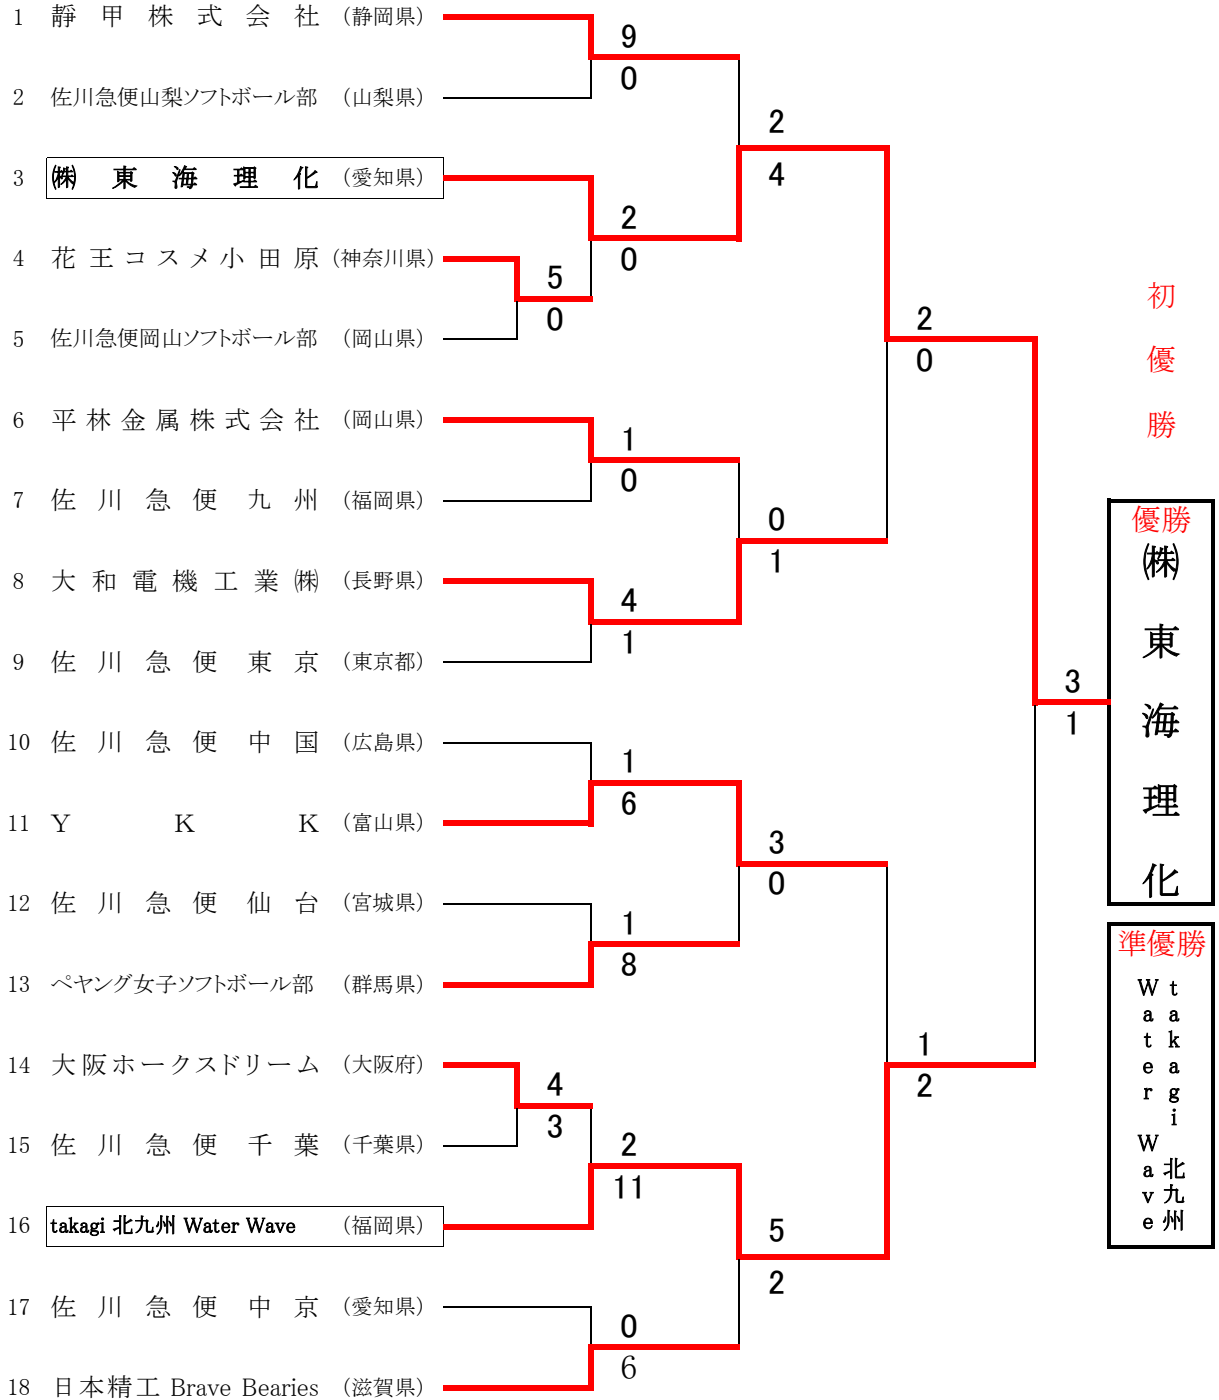 1 静甲株式会社 (静岡県)
9
0
2 佐川急便山梨ソフトボール部 (山梨県)
2
4
3 ㈱東海理化 (愛知県)
2
0
4 花王コスメ小田原 (神奈川県)
5
0
5 佐川急便岡山ソフトボール部 (岡山県)
2
0
6 平林金属株式会社 (岡山県)
1
0
7 佐川急便九州 (福岡県)
0
1
8 大和電機工業㈱ (長野県)
4
1
9 佐川急便東京 (東京都)
3
1
10 佐川急便中国 (広島県)
1
6
11 YKK (富山県)
3
0
12 佐川急便仙台 (宮城県)
1
8
13 ペヤング女子ソフトボール部 (群馬県)
1
2
14 大阪ホークスドリーム (大阪府)
4
3
15 佐川急便千葉 (千葉県)
2
11
16 takagi 北九州 Water Wave (福岡県)
5
2
17 佐川急便中京 (愛知県)
0
6
18 日本精工 Brave Bearies (滋賀県)
初優勝
優勝
㈱東海理化
準優勝
takagi 北九州
Water Wave